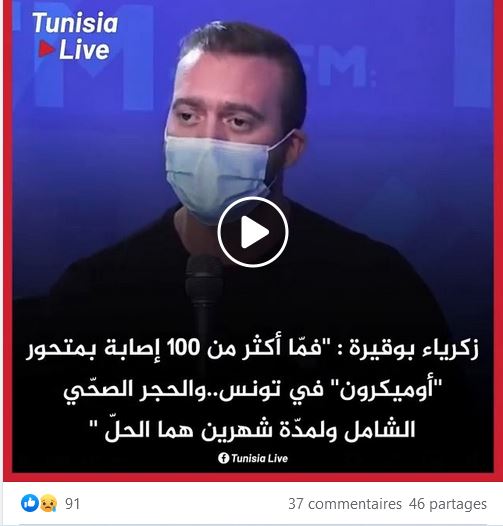 Tunisia
Live
FM
زكرياء بوقيرة : "فمّا أكثر من 100 إصابة بمتحور
"أوميكرون" في تونس..والحجر الصحّي
الشامل ولمدّة شهرين هما الحلّ "
Tunisia Live
91
37 commentaires 46 partages